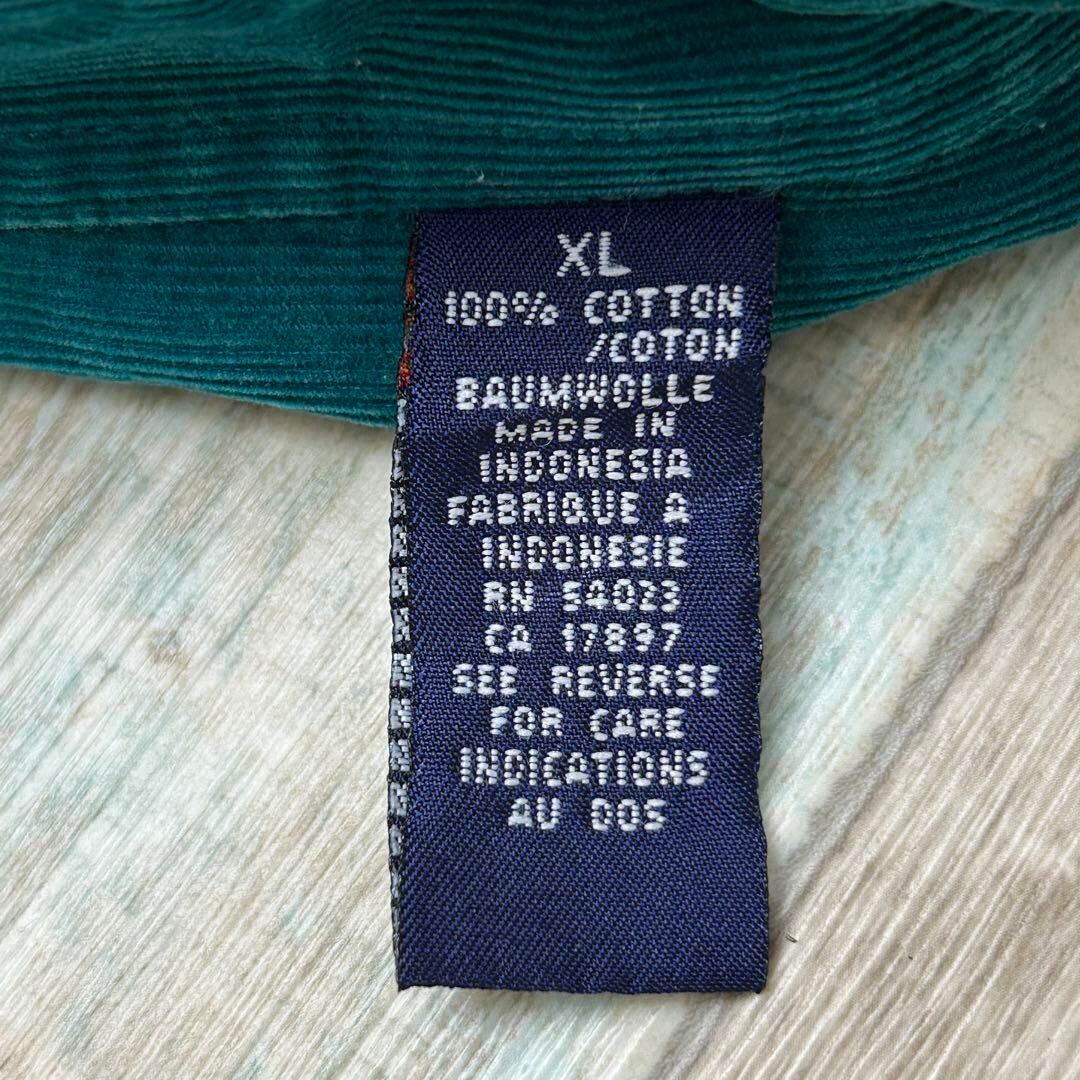 XL
100% COTTON
/COTON
BAUMWOLLE
MADE IN
INDONESIA
FABRIQUE A
INDONESIE
RN 54023
CA 17897
SEE REVERSE
FOR CARE
INDICATIONS
AU DOS